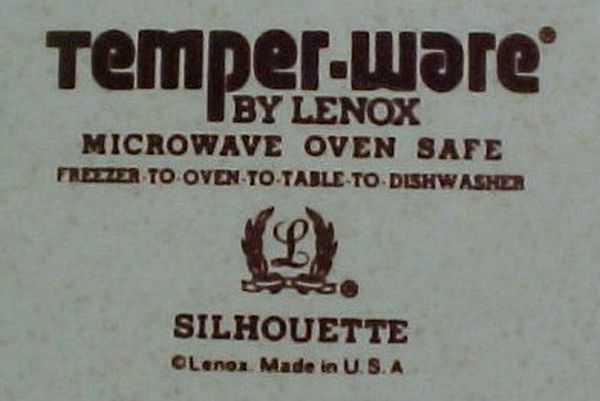 Temper-ware®
BY LENOX
MICROWAVE OVEN SAFE
FREEZER-TO-OVEN-TO-TABLE-TO-DISHWASHER
L ®
SILHOUETTE
©Lenox. Made in U.S.A